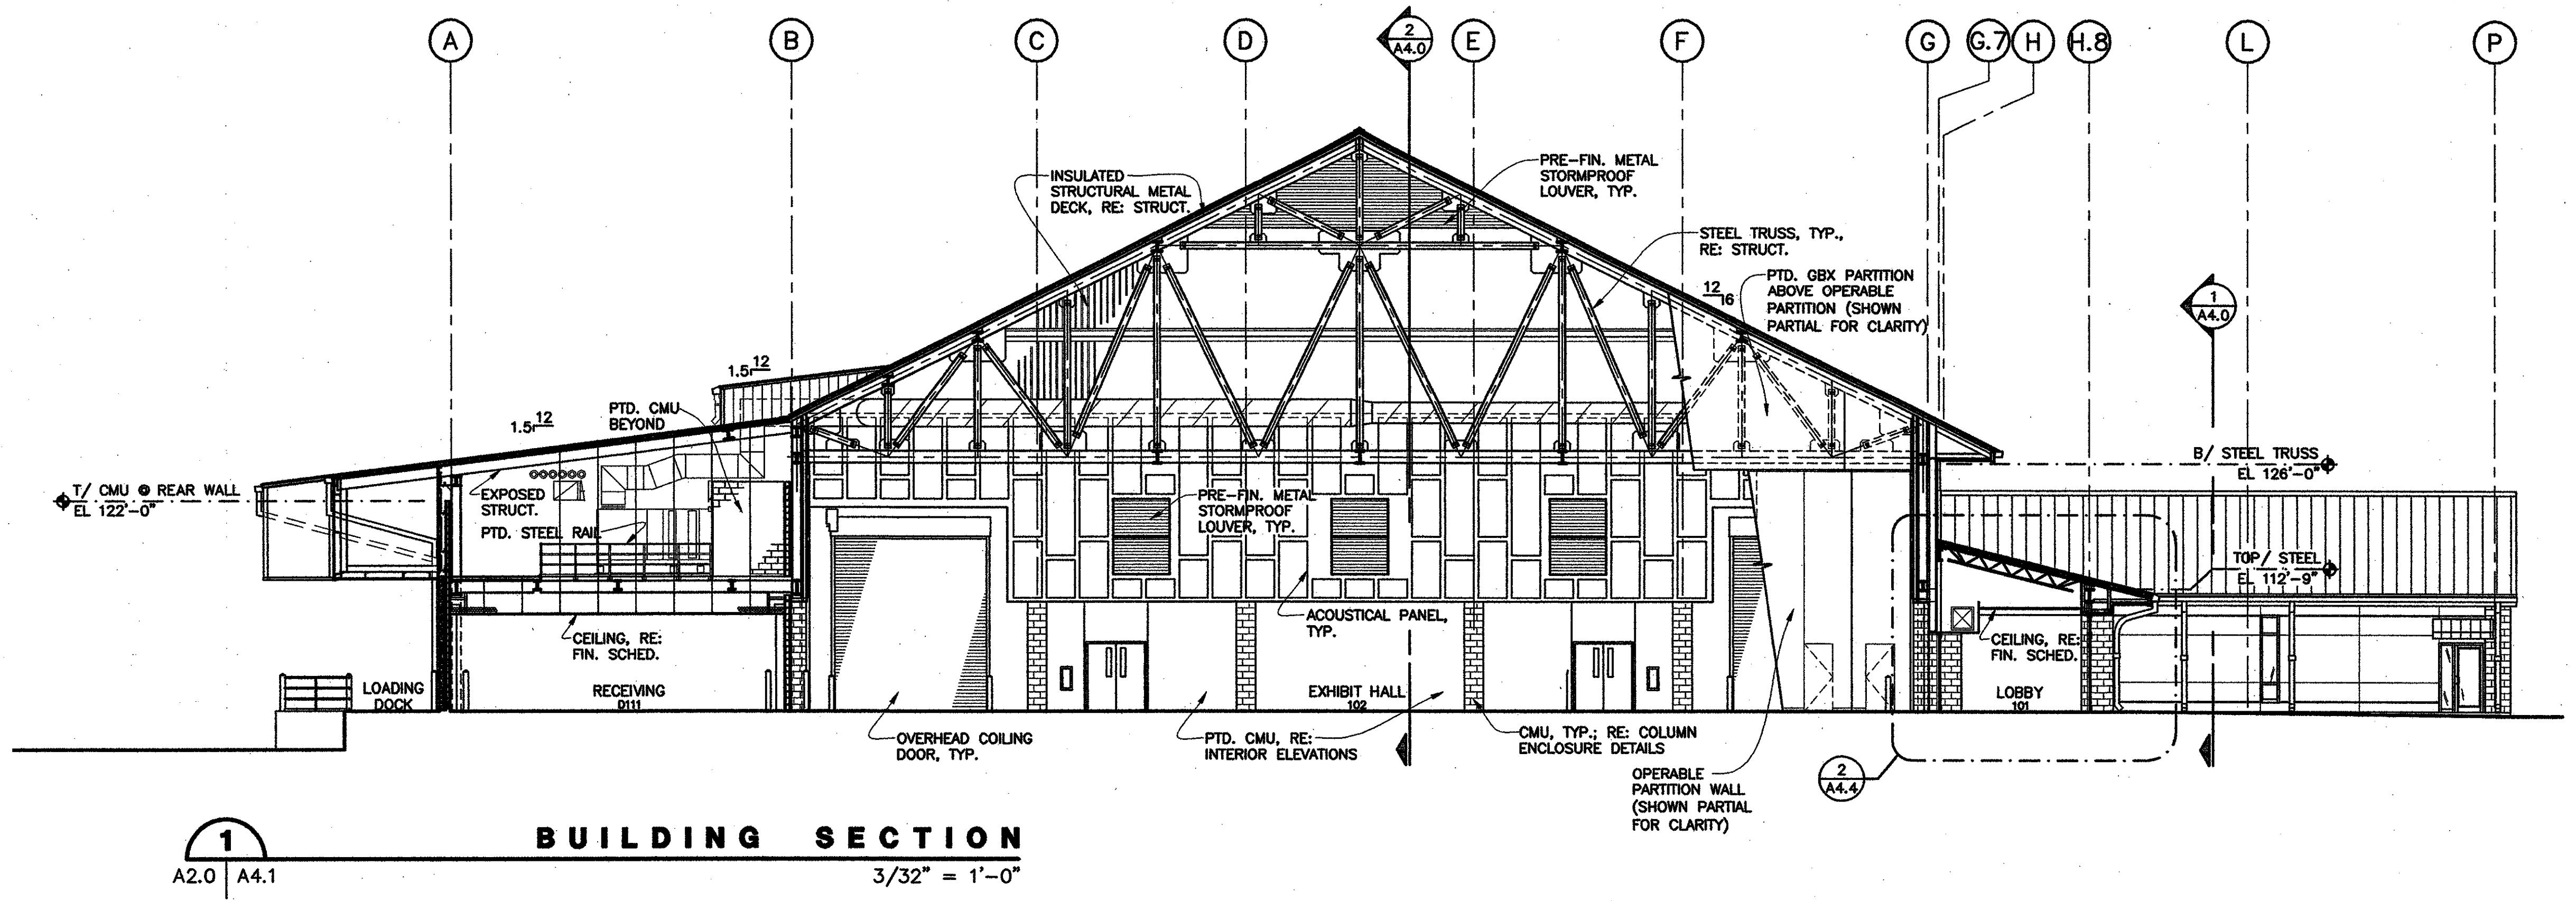 A
B
C
D
2
A4.0
E
F
G
G.7
H
H.8
L
P
INSULATED
STRUCTURAL METAL
DECK, RE: STRUCT.
PRE-FIN. METAL
STORMPROOF
LOUVER, TYP.
STEEL TRUSS, TYP.,
RE: STRUCT.
PTD. GBX PARTITION
ABOVE OPERABLE
PARTITION (SHOWN
PARTIAL FOR CLARITY)
12
6
1
A4.0
12
1.5
12
1.5
PTD. CMU
BEYOND
T/ CMU @ REAR WALL
EL 122'-0"
EXPOSED
STRUCT.
PTD. STEEL RAIL
PRE-FIN. METAL
STORMPROOF
LOUVER, TYP.
B/ STEEL TRUSS
EL 126'-0"
TOP/ STEEL
EL 112'-9"
ACOUSTICAL PANEL,
TYP.
CEILING, RE:
FIN. SCHED.
CEILING, RE:
FIN. SCHED.
LOADING
DOCK
RECEIVING
D111
EXHIBIT HALL
102
LOBBY
101
OVERHEAD COILING
DOOR, TYP.
PTD. CMU, RE:
INTERIOR ELEVATIONS
CMU, TYP.; RE: COLUMN
ENCLOSURE DETAILS
OPERABLE
PARTITION WALL
(SHOWN PARTIAL
FOR CLARITY)
2
A4.4
1
BUILDING SECTION
A2.0 A4.1
3/32" = 1'-0"